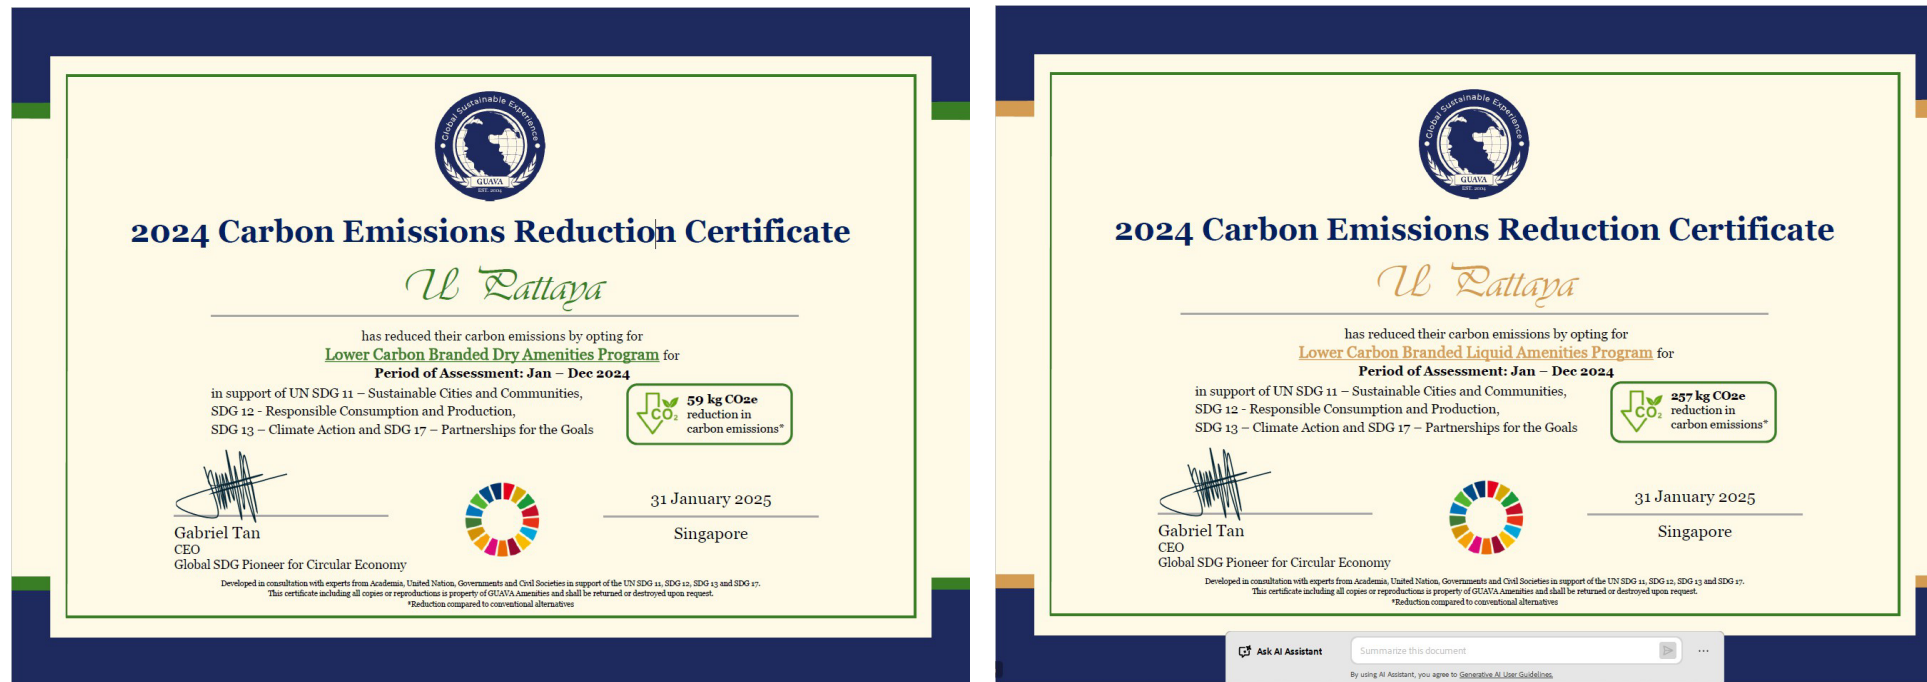 Global Sustainable Experience
GUAVA
EST. 2024
2024 Carbon Emissions Reduction Certificate
U Pattaya
has reduced their carbon emissions by opting for
Lower Carbon Branded Dry Amenities Program for
Period of Assessment: Jan – Dec 2024
in support of UN SDG 11 – Sustainable Cities and Communities,
SDG 12 - Responsible Consumption and Production,
SDG 13 – Climate Action and SDG 17 – Partnerships for the Goals
CO2
59 kg CO2e
reduction in
carbon emissions*
31 January 2025
Singapore
Gabriel Tan
CEO
Global SDG Pioneer for Circular Economy
Developed in consultation with experts from Academia, United Nation, Governments and Civil Societies in support of the UN SDG 11, SDG 12, SDG 13 and SDG 17.
This certificate including all copies or reproductions is property of GUAVA Amenities and shall be returned or destroyed upon request.
*Reduction compared to conventional alternatives
Global Sustainable Experience
GUAVA
EST. 2024
2024 Carbon Emissions Reduction Certificate
U Pattaya
has reduced their carbon emissions by opting for
Lower Carbon Branded Liquid Amenities Program for
Period of Assessment: Jan – Dec 2024
in support of UN SDG 11 – Sustainable Cities and Communities,
SDG 12 - Responsible Consumption and Production,
SDG 13 – Climate Action and SDG 17 – Partnerships for the Goals
CO2
257 kg CO2e
reduction in
carbon emissions*
31 January 2025
Singapore
Gabriel Tan
CEO
Global SDG Pioneer for Circular Economy
Developed in consultation with experts from Academia, United Nation, Governments and Civil Societies in support of the UN SDG 11, SDG 12, SDG 13 and SDG 17.
This certificate including all copies or reproductions is property of GUAVA Amenities and shall be returned or destroyed upon request.
*Reduction compared to conventional alternatives
Ask AI Assistant
Summarize this document
By using AI Assistant, you agree to Generative AI User Guidelines.